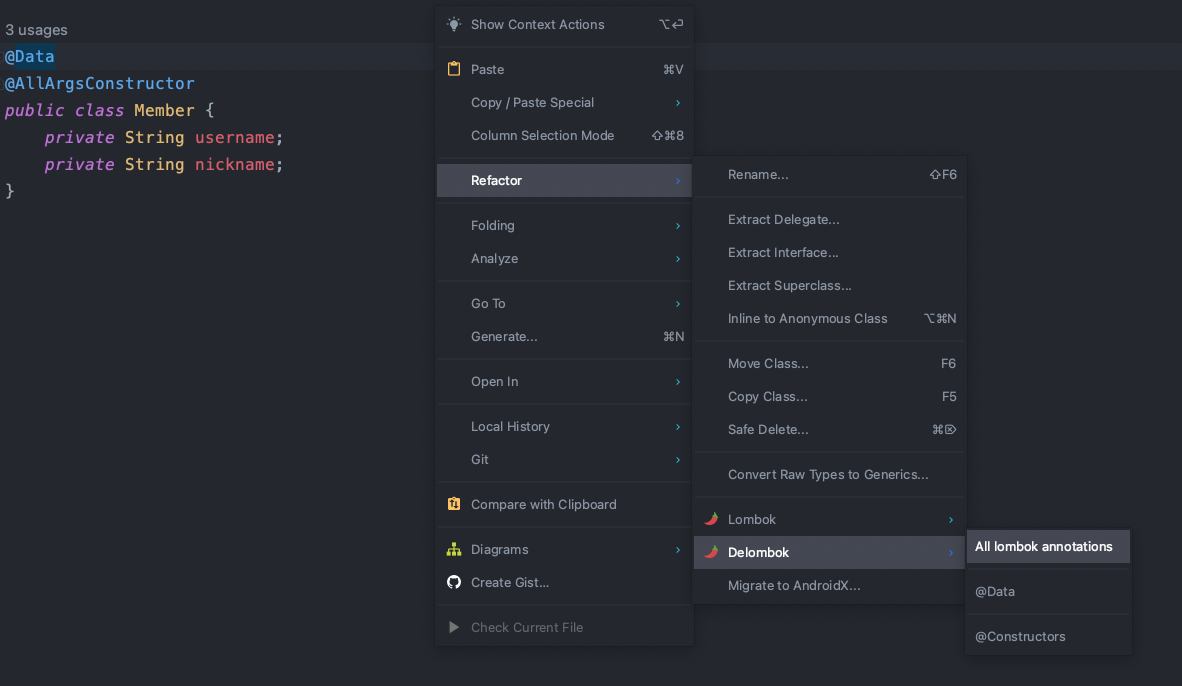 3 usages
@Data
@AllArgsConstructor
public class Member {
    private String username;
    private String nickname;
}
Show Context Actions ⌥⏎
Paste ⌘V
Copy / Paste Special ›
Column Selection Mode ⇧⌘8
Refactor ›
Folding ›
Analyze ›
Go To ›
Generate... ⌘N
Open In ›
Local History ›
Git ›
Compare with Clipboard
Diagrams ›
Create Gist...
Check Current File
Rename... ⇧F6
Extract Delegate...
Extract Interface...
Extract Superclass...
Inline to Anonymous Class ⌥⌘N
Move Class... F6
Copy Class... F5
Safe Delete... ⌘⌦
Convert Raw Types to Generics...
Lombok ›
Delombok ›
Migrate to AndroidX...
All lombok annotations
@Data
@Constructors